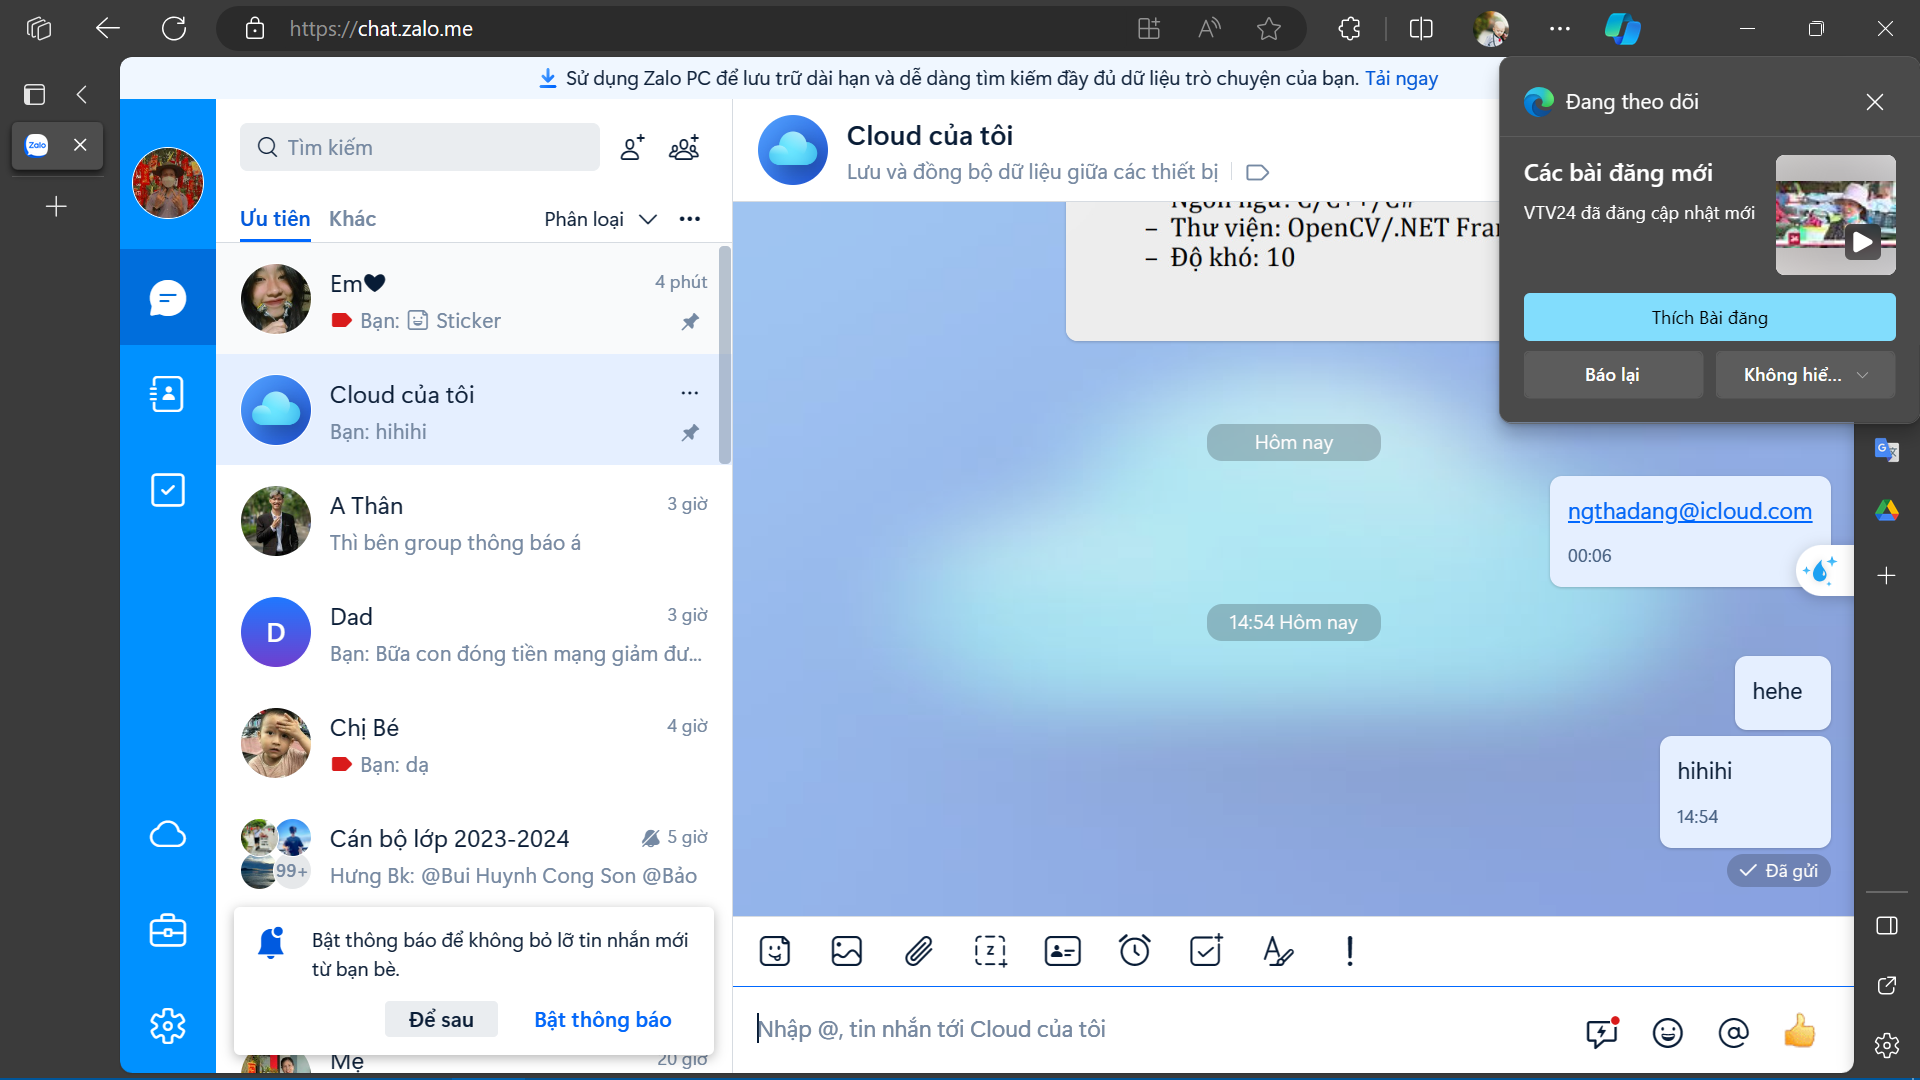 https://chat.zalo.me
Zalo
Sử dụng Zalo PC để lưu trữ dài hạn và dễ dàng tìm kiếm đầy đủ dữ liệu trò chuyện của bạn. Tải ngay
Tìm kiếm
Ưu tiên
Khác
Phân loại
Em🖤
4 phút
Bạn: Sticker
Cloud của tôi
Bạn: hihihi
A Thân
3 giờ
Thì bên group thông báo á
D
Dad
3 giờ
Bạn: Bữa con đóng tiền mạng giảm đư...
Chị Bé
4 giờ
Bạn: dạ
99+
Cán bộ lớp 2023-2024
5 giờ
Hưng Bk: @Bui Huynh Cong Son @Bảo
Bật thông báo để không bỏ lỡ tin nhắn mới
từ bạn bè.
Để sau
Bật thông báo
Mẹ
20 giờ
Cloud của tôi
Lưu và đồng bộ dữ liệu giữa các thiết bị
Ngôn ngữ: C/C++/C#
– Thư viện: OpenCV/.NET Fra
– Độ khó: 10
Hôm nay
ngthadang@icloud.com
00:06
14:54 Hôm nay
hehe
hihihi
14:54
Đã gửi
Nhập @, tin nhắn tới Cloud của tôi
Đang theo dõi
Các bài đăng mới
VTV24 đã đăng cập nhật mới
Thích Bài đăng
Báo lại
Không hiể...